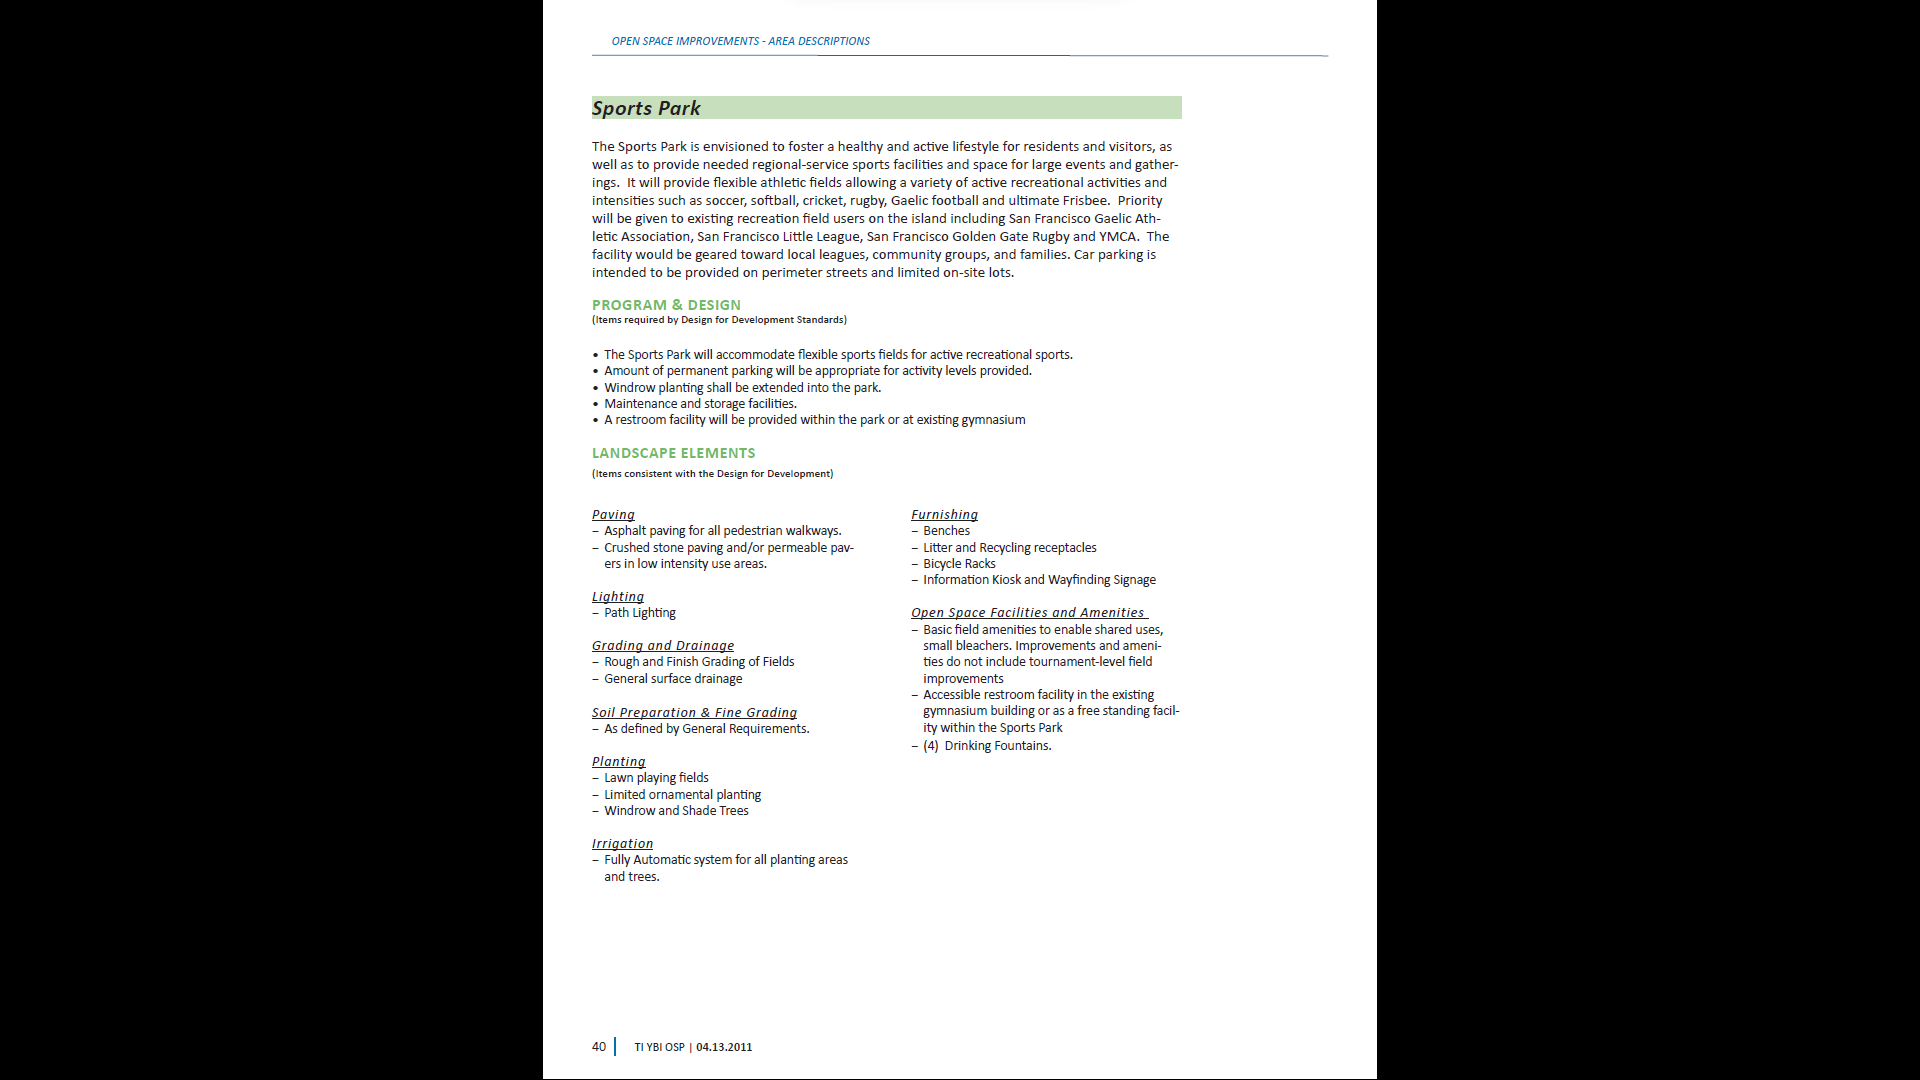 OPEN SPACE IMPROVEMENTS - AREA DESCRIPTIONS
Sports Park
The Sports Park is envisioned to foster a healthy and active lifestyle for residents and visitors, as
well as to provide needed regional-service sports facilities and space for large events and gather-
ings.  It will provide flexible athletic fields allowing a variety of active recreational activities and
intensities such as soccer, softball, cricket, rugby, Gaelic football and ultimate Frisbee.  Priority
will be given to existing recreation field users on the island including San Francisco Gaelic Ath-
letic Association, San Francisco Little League, San Francisco Golden Gate Rugby and YMCA.  The
facility would be geared toward local leagues, community groups, and families. Car parking is
intended to be provided on perimeter streets and limited on-site lots.
PROGRAM & DESIGN
(Items required by Design for Development Standards)
• The Sports Park will accommodate flexible sports fields for active recreational sports.
• Amount of permanent parking will be appropriate for activity levels provided.
• Windrow planting shall be extended into the park.
• Maintenance and storage facilities.
• A restroom facility will be provided within the park or at existing gymnasium
LANDSCAPE ELEMENTS
(Items consistent with the Design for Development)
Paving
– Asphalt paving for all pedestrian walkways.
– Crushed stone paving and/or permeable pav-
ers in low intensity use areas.
Lighting
– Path Lighting
Grading and Drainage
– Rough and Finish Grading of Fields
– General surface drainage
Soil Preparation & Fine Grading
– As defined by General Requirements.
Planting
– Lawn playing fields
– Limited ornamental planting
– Windrow and Shade Trees
Irrigation
– Fully Automatic system for all planting areas
and trees.
Furnishing
– Benches
– Litter and Recycling receptacles
– Bicycle Racks
– Information Kiosk and Wayfinding Signage
Open Space Facilities and Amenities
– Basic field amenities to enable shared uses,
small bleachers. Improvements and ameni-
ties do not include tournament-level field
improvements
– Accessible restroom facility in the existing
gymnasium building or as a free standing facil-
ity within the Sports Park
– (4)  Drinking Fountains.
40 | TI YBI OSP | 04.13.2011